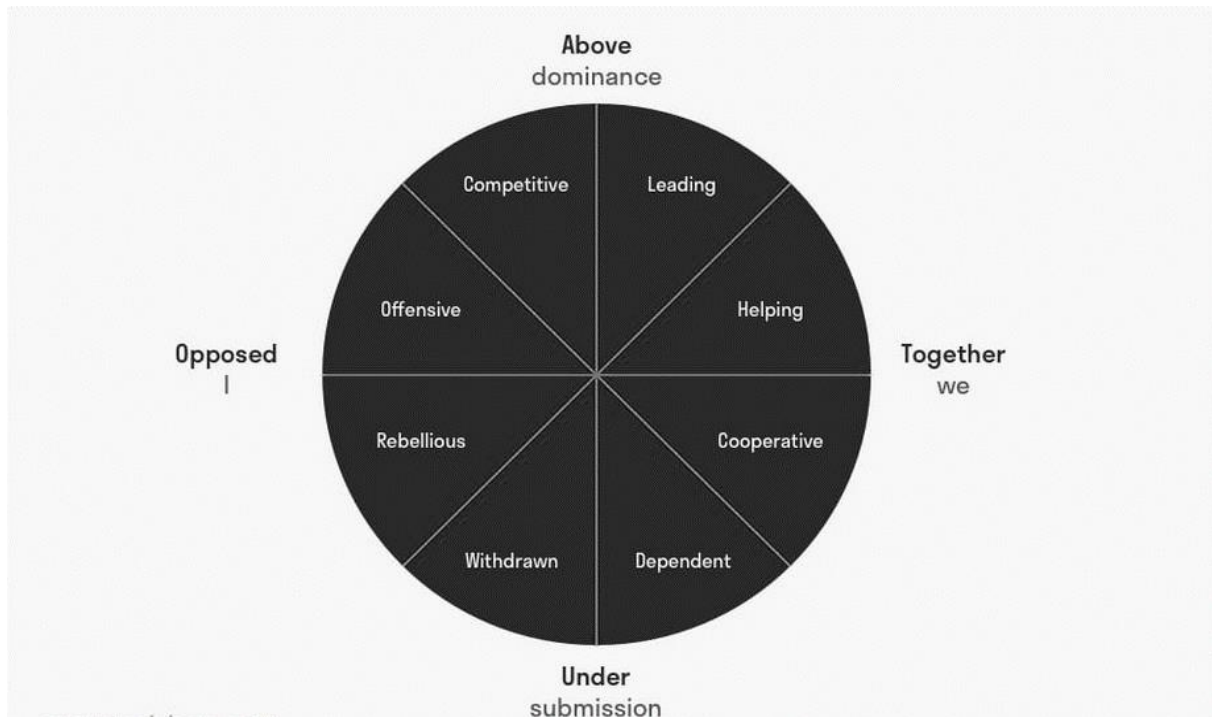 Above
dominance
Competitive
Leading
Offensive
Helping
Opposed
I
Together
we
Rebellious
Cooperative
Withdrawn
Dependent
Under
submission